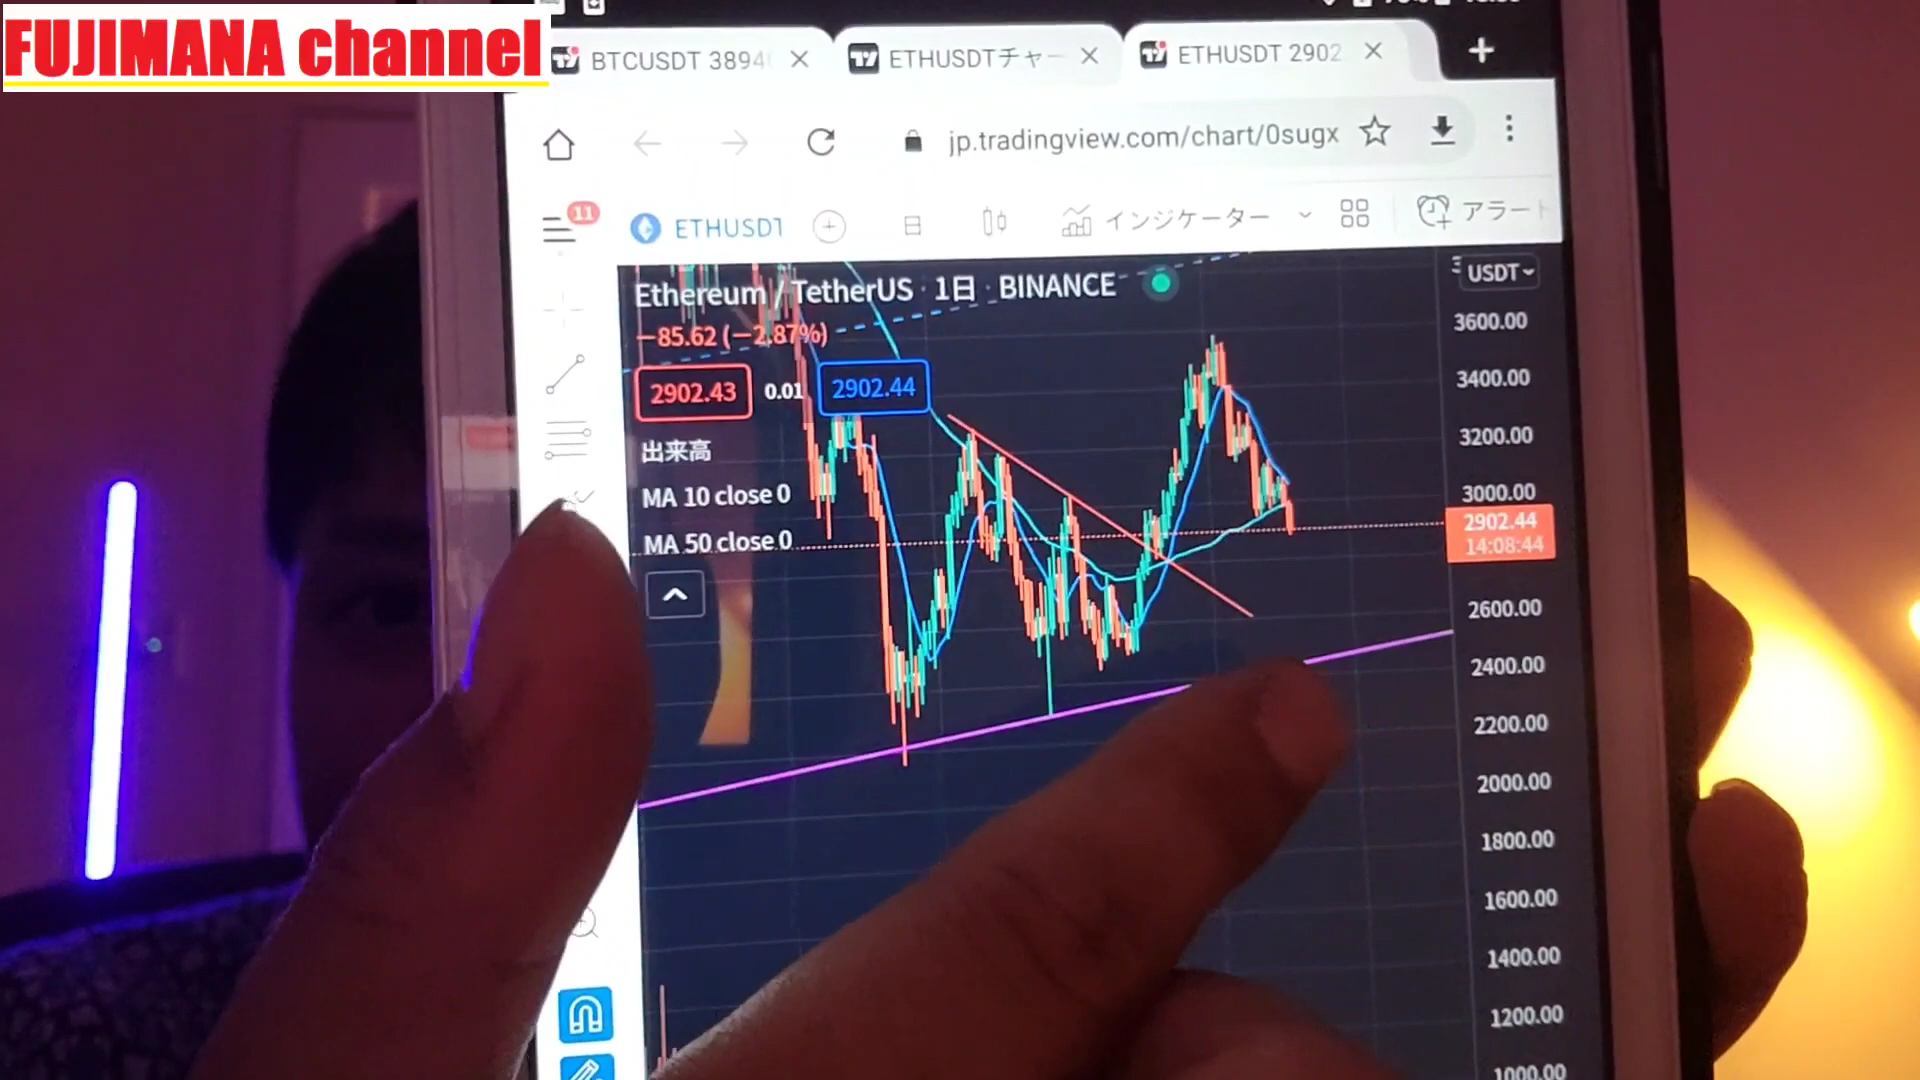 FUJIMANA channel
BTCUSDT 3894
ETHUSDTチャー
ETHUSDT 2902
jp.tradingview.com/chart/0sugx
11
ETHUSDT
インジケーター
アラート
Ethereum / TetherUS · 1日 · BINANCE
USDT
−85.62 (−2.87%)
2902.43
0.01
2902.44
出来高
MA 10 close 0
MA 50 close 0
3600.00
3400.00
3200.00
3000.00
2902.44
14:08:44
2600.00
2400.00
2200.00
2000.00
1800.00
1600.00
1400.00
1200.00
1000.00